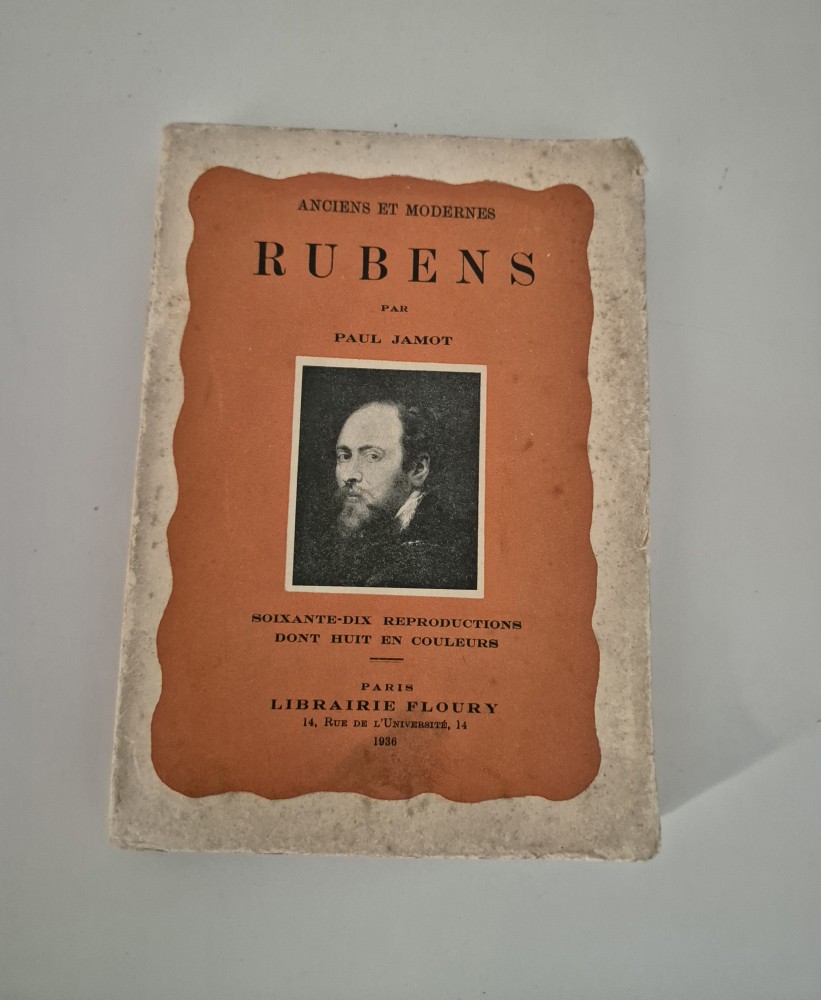 ANCIENS ET MODERNES
RUBENS
PAR
PAUL JAMOT
SOIXANTE-DIX REPRODUCTIONS
DONT HUIT EN COULEURS
PARIS
LIBRAIRIE FLOURY
14, RUE DE L'UNIVERSITÉ, 14
1936